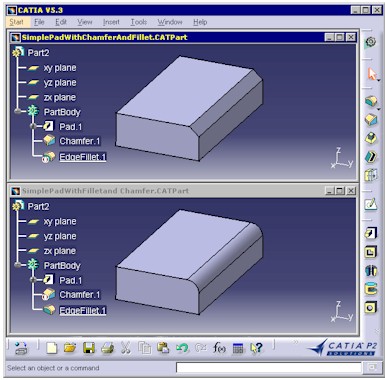 CATIA V5.3
Start File Edit View Insert Tools Window Help
SimplePadWithChamferAndFillet.CATPart
Part2
xy plane
yz plane
zx plane
PartBody
Pad.1
Chamfer.1
EdgeFillet.1
z
x y
SimplePadWithFilletand Chamfer.CATPart
Part2
xy plane
yz plane
zx plane
PartBody
Pad.1
Chamfer.1
EdgeFillet.1
z
x y
f(x)
CATIA P2
SOLUTIONS
Select an object or a command